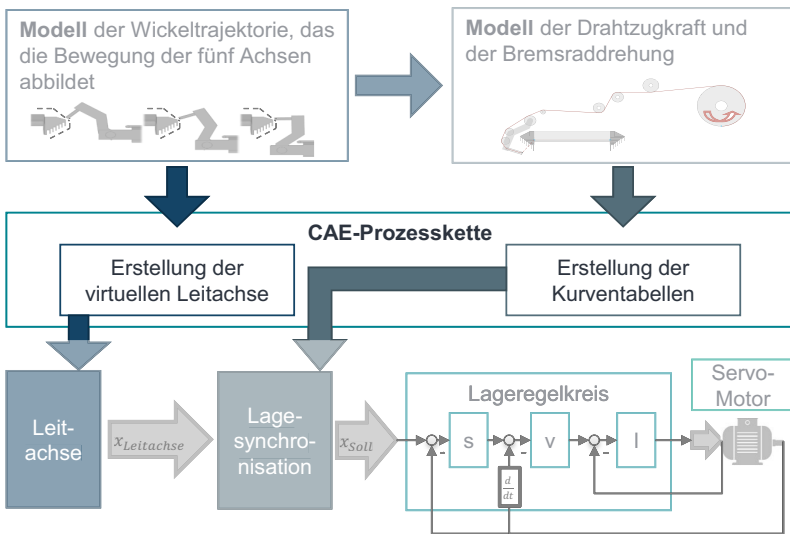 Modell der Wickeltrajektorie, das
die Bewegung der fünf Achsen
abbildet
Modell der Drahtzugkraft und
der Bremsraddrehung
CAE-Prozesskette
Erstellung der
virtuellen Leitachse
Erstellung der
Kurventabellen
Leit-
achse
x_Leitachse
Lage-
synchro-
nisation
x_Soll
Lageregelkreis
s
v
I
d
dt
-
-
-
Servo-
Motor